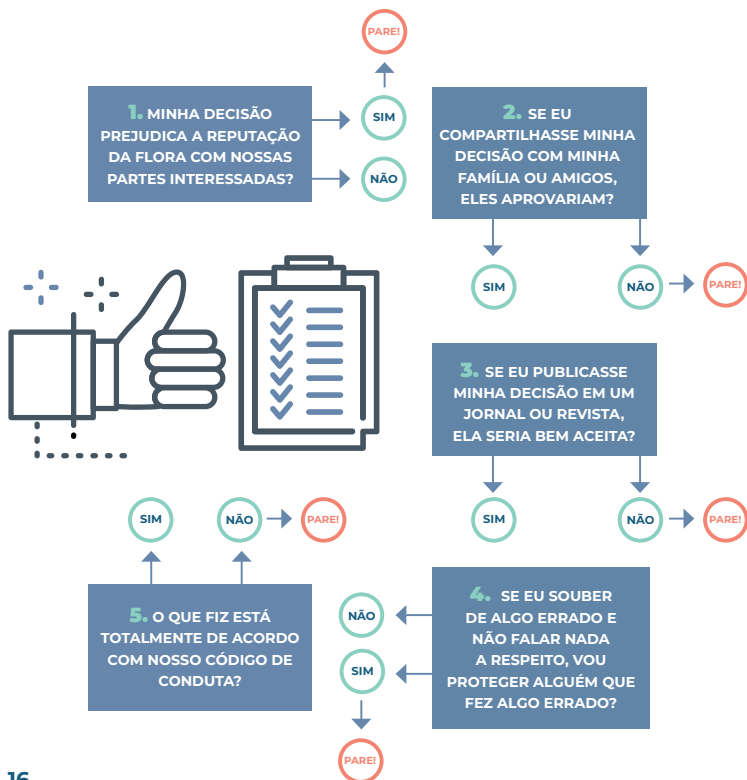 PARE!
1. MINHA DECISÃO
PREJUDICA A REPUTAÇÃO
DA FLORA COM NOSSAS
PARTES INTERESSADAS?
SIM
NÃO
2. SE EU
COMPARTILHASSE MINHA
DECISÃO COM MINHA
FAMÍLIA OU AMIGOS,
ELES APROVARIAM?
SIM
NÃO
PARE!
3. SE EU PUBLICASSE
MINHA DECISÃO EM UM
JORNAL OU REVISTA,
ELA SERIA BEM ACEITA?
SIM
NÃO
PARE!
4. SE EU SOUBER
DE ALGO ERRADO E
NÃO FALAR NADA
A RESPEITO, VOU
PROTEGER ALGUÉM QUE
FEZ ALGO ERRADO?
NÃO
SIM
PARE!
5. O QUE FIZ ESTÁ
TOTALMENTE DE ACORDO
COM NOSSO CÓDIGO DE
CONDUTA?
SIM
NÃO
PARE!
16